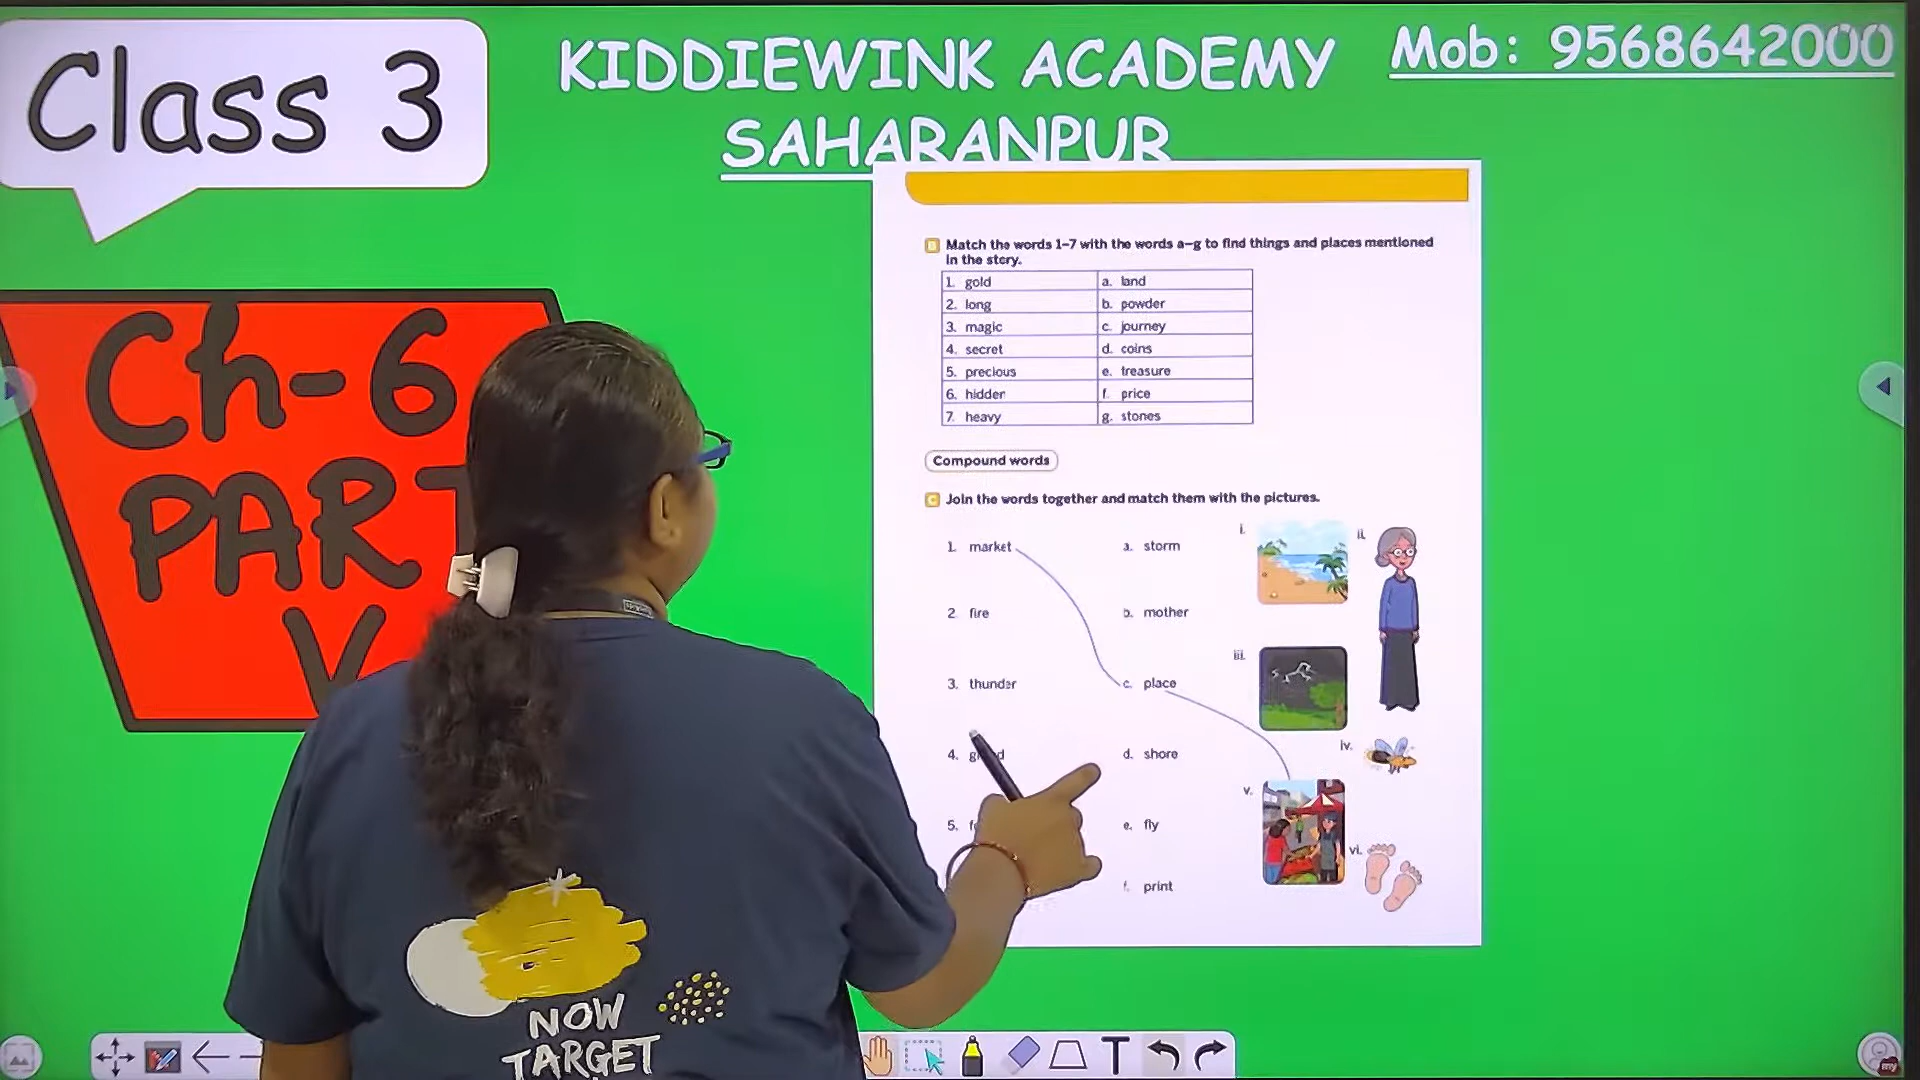 Class 3
KIDDIEWINK ACADEMY
SAHARANPUR
Mob: 9568642000
Ch-6
PART
V
B Match the words 1-7 with the words a-g to find things and places mentioned
in the story.
1. gold a. land
2. long b. powder
3. magic c. journey
4. secret d. coins
5. precious e. treasure
6. hidden f. price
7. heavy g. stones
Compound words
C Join the words together and match them with the pictures.
1. market a. storm i. ii.
2. fire b. mother
3. thunder c. place iii.
4. d. shore iv.
5. e. fly v.
f. print vi.
NOW
TARGET
T
my